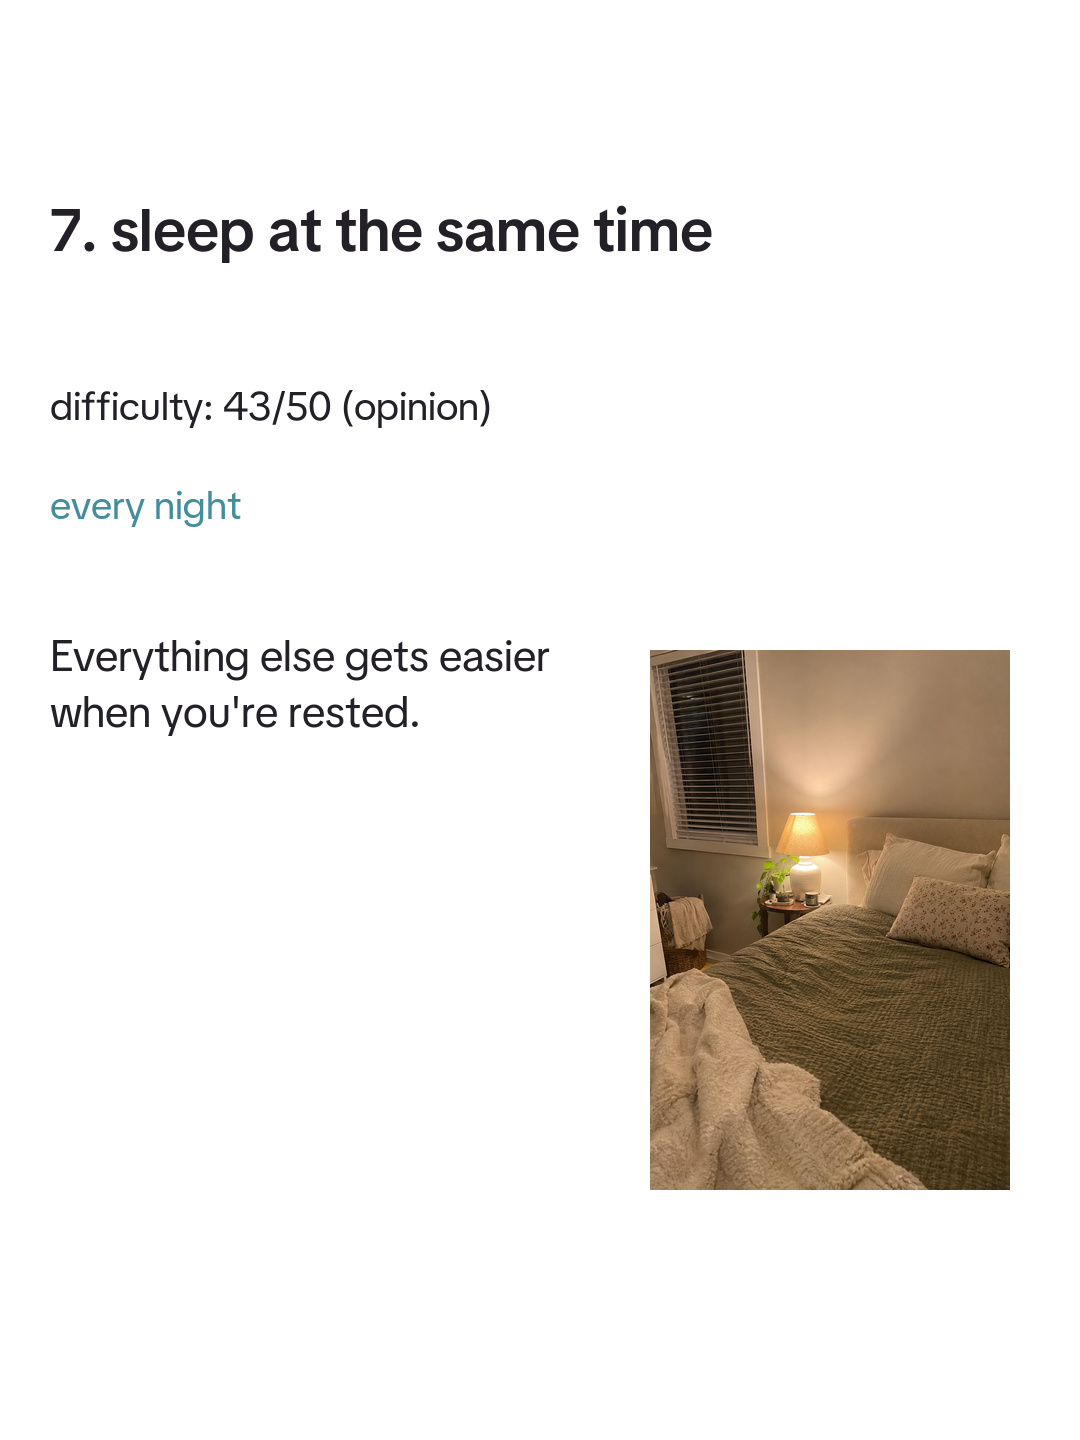 7. sleep at the same time
difficulty: 43/50 (opinion)
every night
Everything else gets easier
when you're rested.